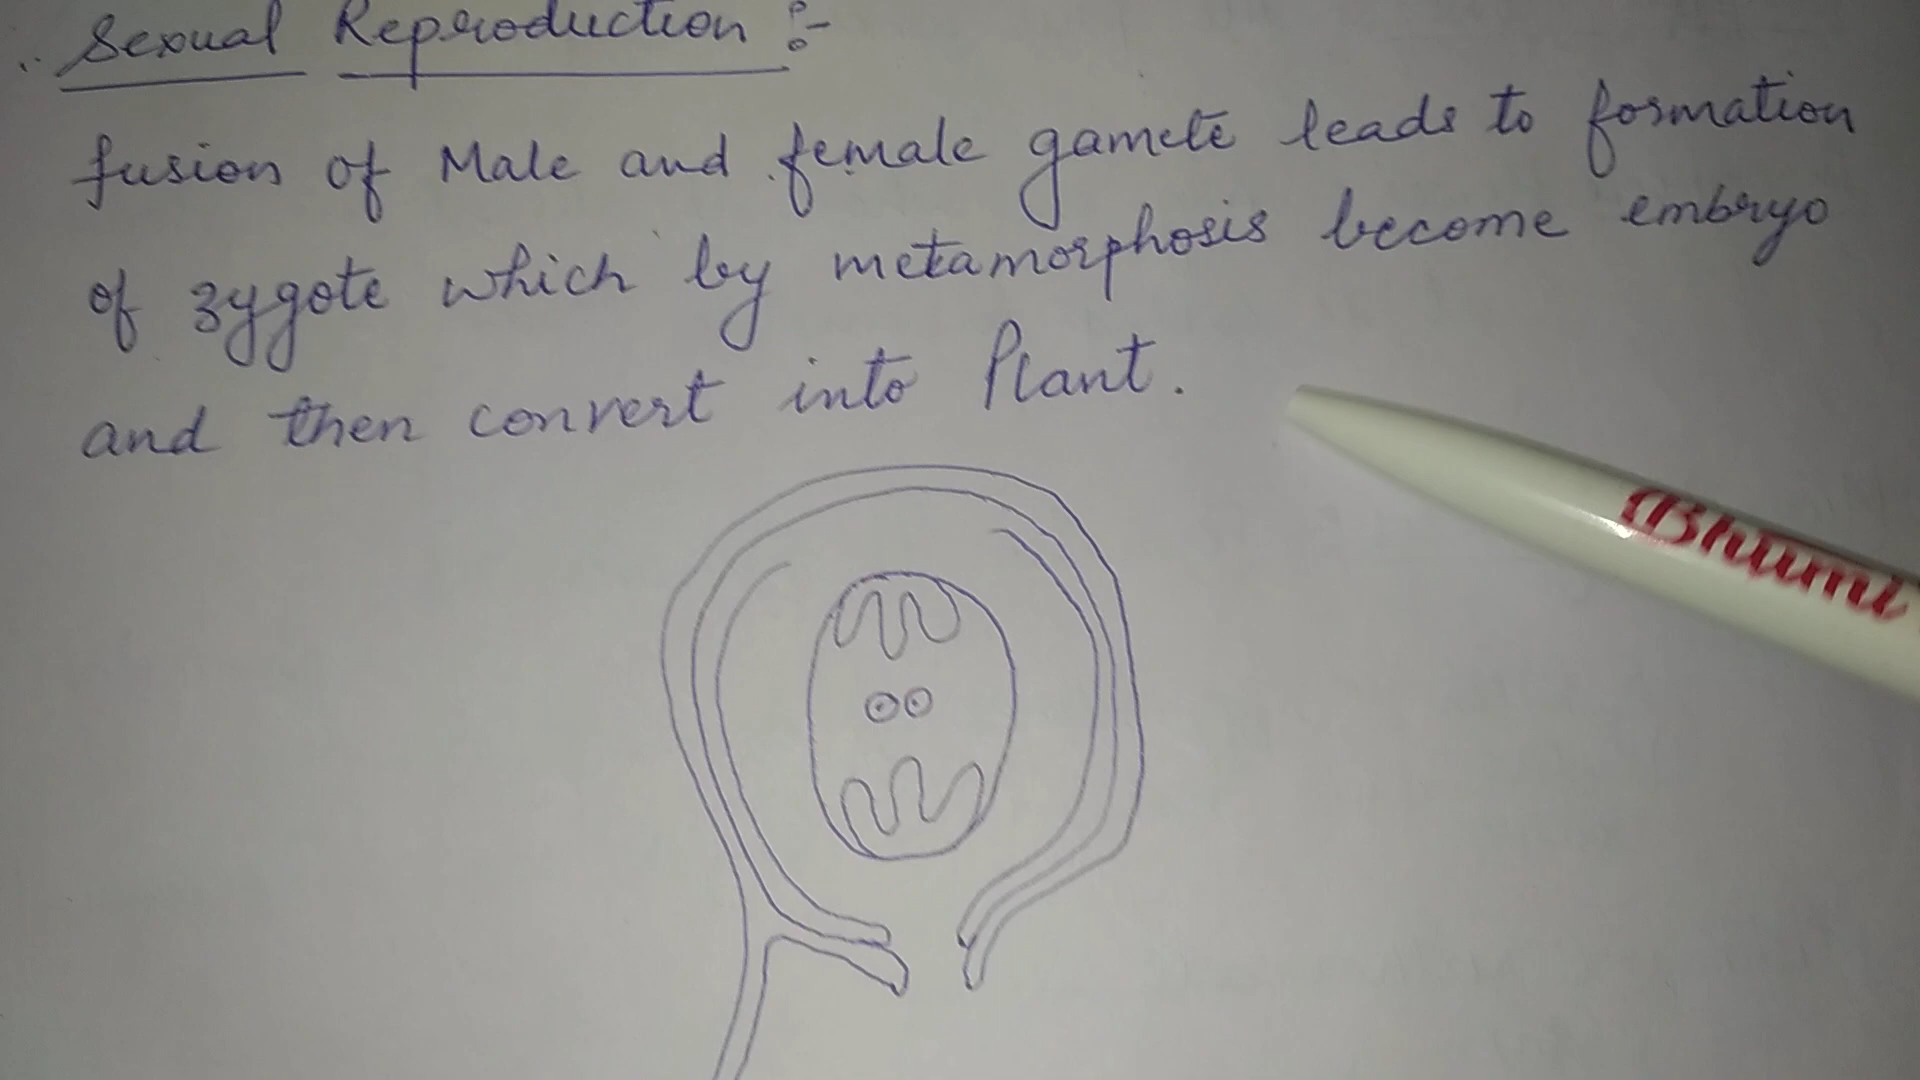 Sexual Reproduction :-
fusion of Male and female gamete leads to formation
of zygote which by metamorphosis become embryo
and then convert into Plant.
Bhumi